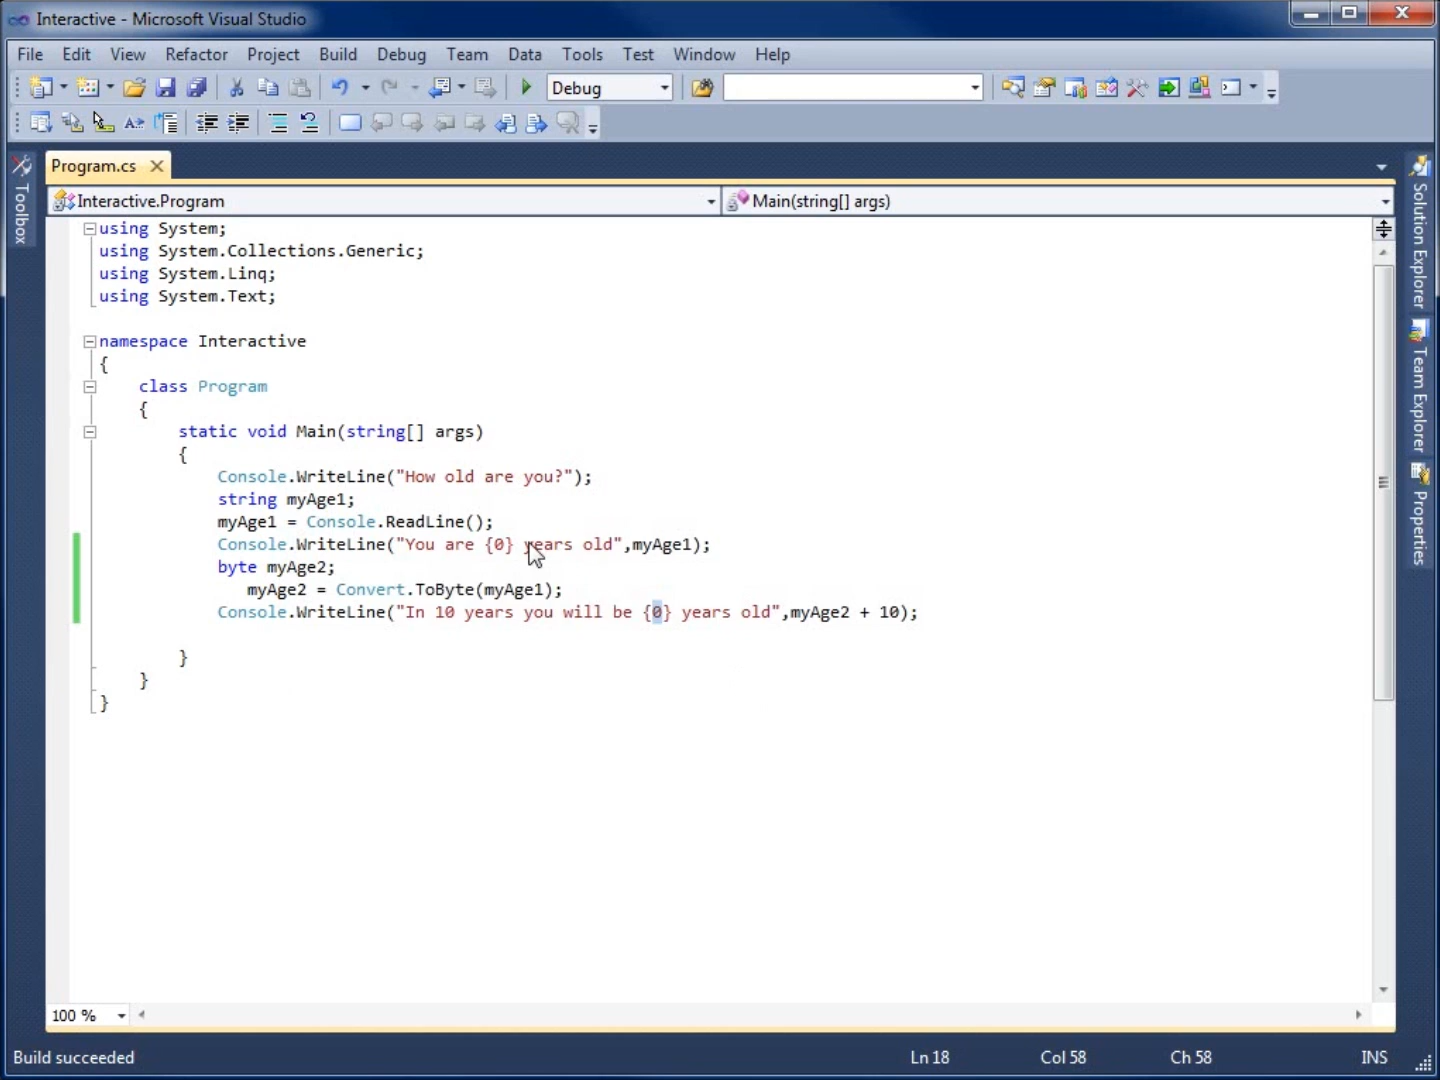 Interactive - Microsoft Visual Studio
File Edit View Refactor Project Build Debug Team Data Tools Test Window Help
Debug
Program.cs
Interactive.Program
Main(string[] args)
Toolbox
Solution Explorer
Team Explorer
Properties
using System;
using System.Collections.Generic;
using System.Linq;
using System.Text;
namespace Interactive
{
class Program
{
static void Main(string[] args)
{
Console.WriteLine("How old are you?");
string myAge1;
myAge1 = Console.ReadLine();
Console.WriteLine("You are {0} years old",myAge1);
byte myAge2;
myAge2 = Convert.ToByte(myAge1);
Console.WriteLine("In 10 years you will be {0} years old",myAge2 + 10);
}
}
}
100 %
Build succeeded Ln 18 Col 58 Ch 58 INS